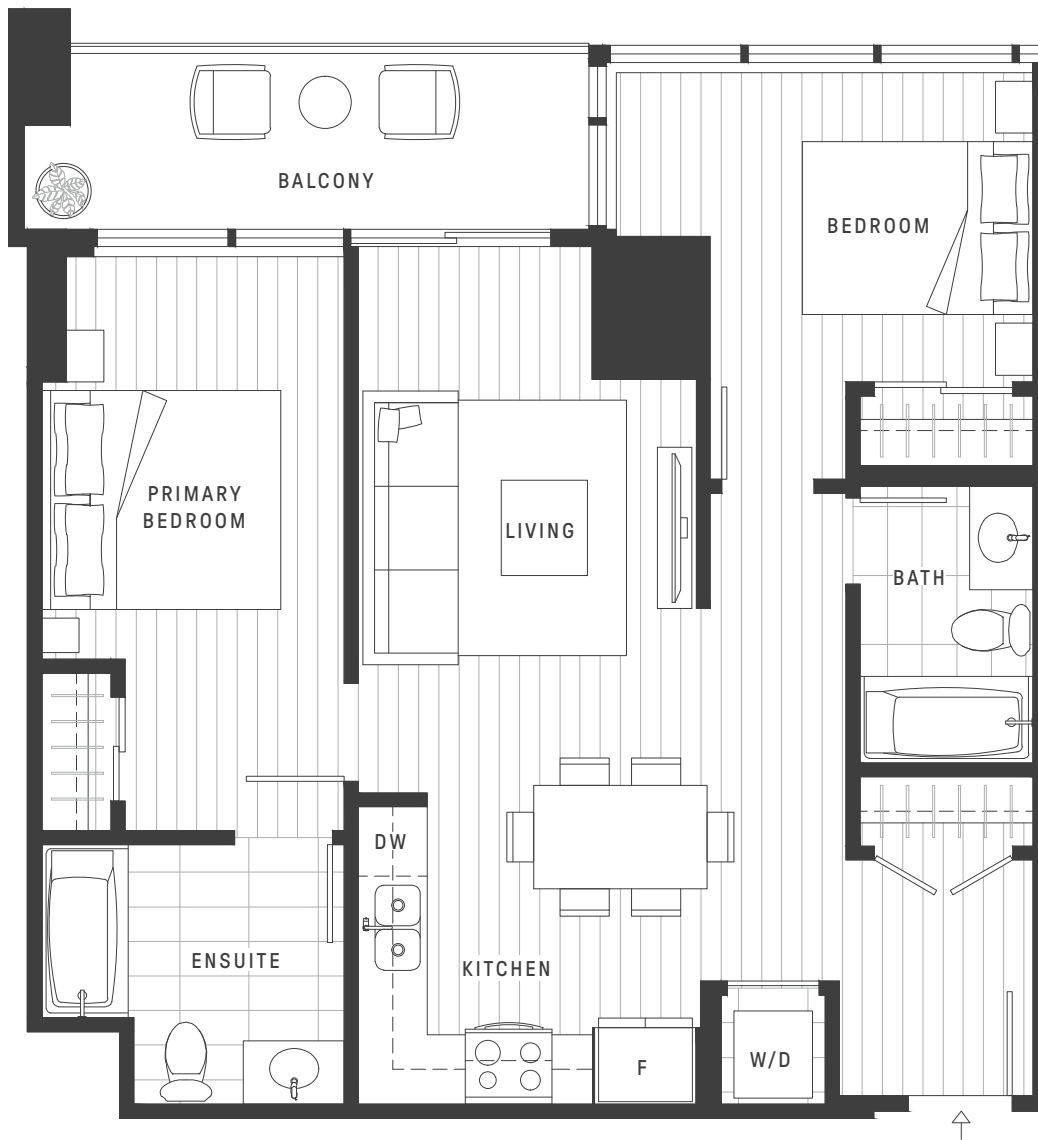 BALCONY
BEDROOM
PRIMARY
BEDROOM
LIVING
BATH
DW
ENSUITE
KITCHEN
F
W/D